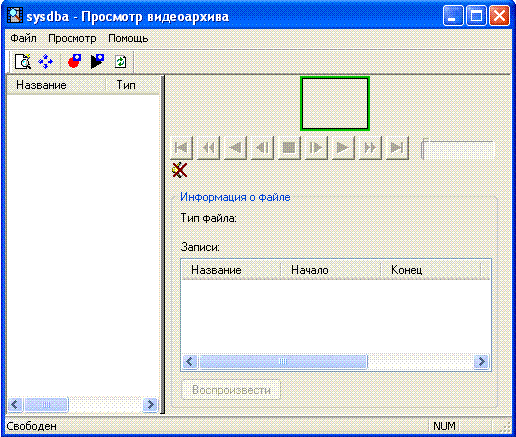 sysdba - Просмотр видеоархива
Файл Просмотр Помощь
Название Тип
Информация о файле
Тип файла:
Записи:
Название Начало Конец
Воспроизвести
Свободен NUM